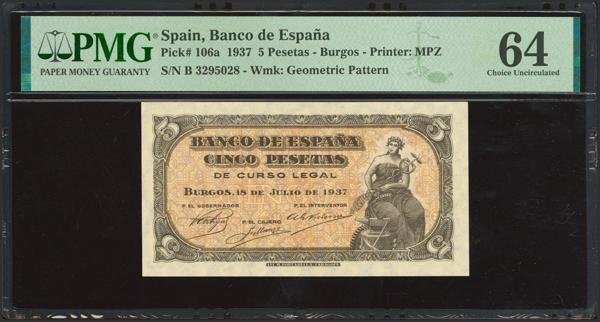 PMG
PAPER MONEY GUARANTY
Spain, Banco de España
Pick# 106a 1937 5 Pesetas - Burgos - Printer: MPZ
S/N B 3295028 - Wmk: Geometric Pattern
64
Choice Uncirculated
5
5
BANCO DE ESPAÑA
CINCO PESETAS
DE CURSO LEGAL
BURGOS, 18 DE JULIO DE 1937
P. EL GOBERNADOR
P. EL INTERVENTOR
P. EL CAJERO
5
5